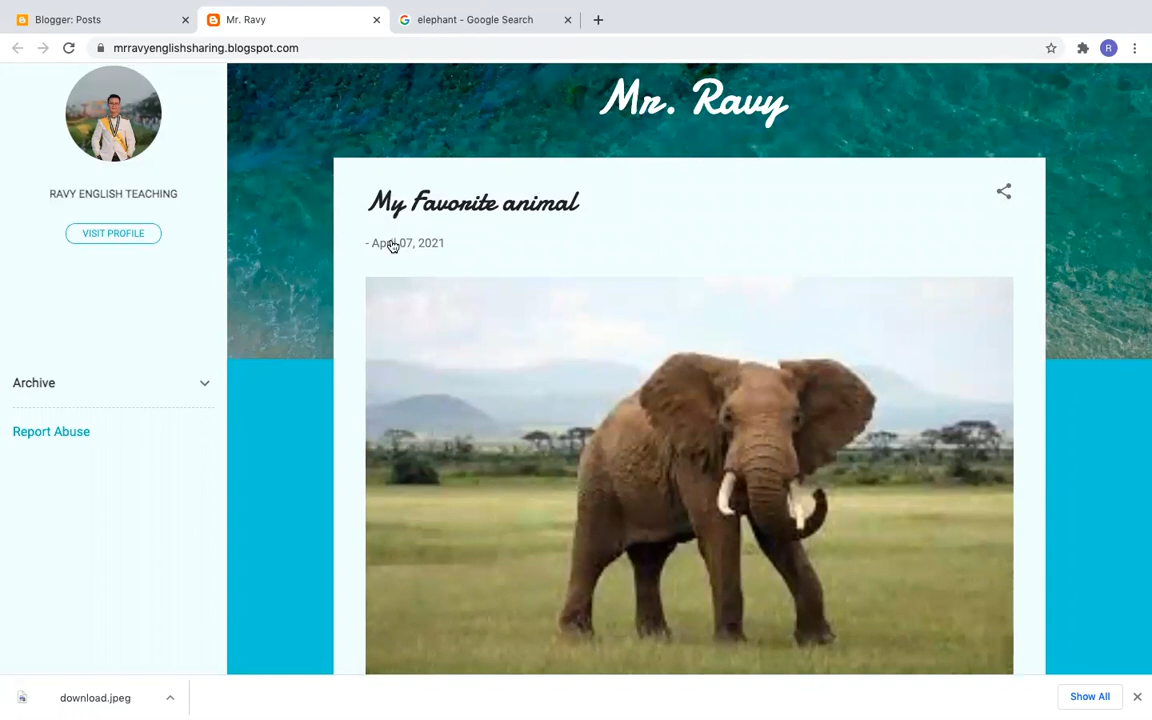 Blogger: Posts
Mr. Ravy
elephant - Google Search
mrravyenglishsharing.blogspot.com
R
Mr. Ravy
RAVY ENGLISH TEACHING
VISIT PROFILE
Archive
Report Abuse
My Favorite animal
- April 07, 2021
download.jpeg
Show All